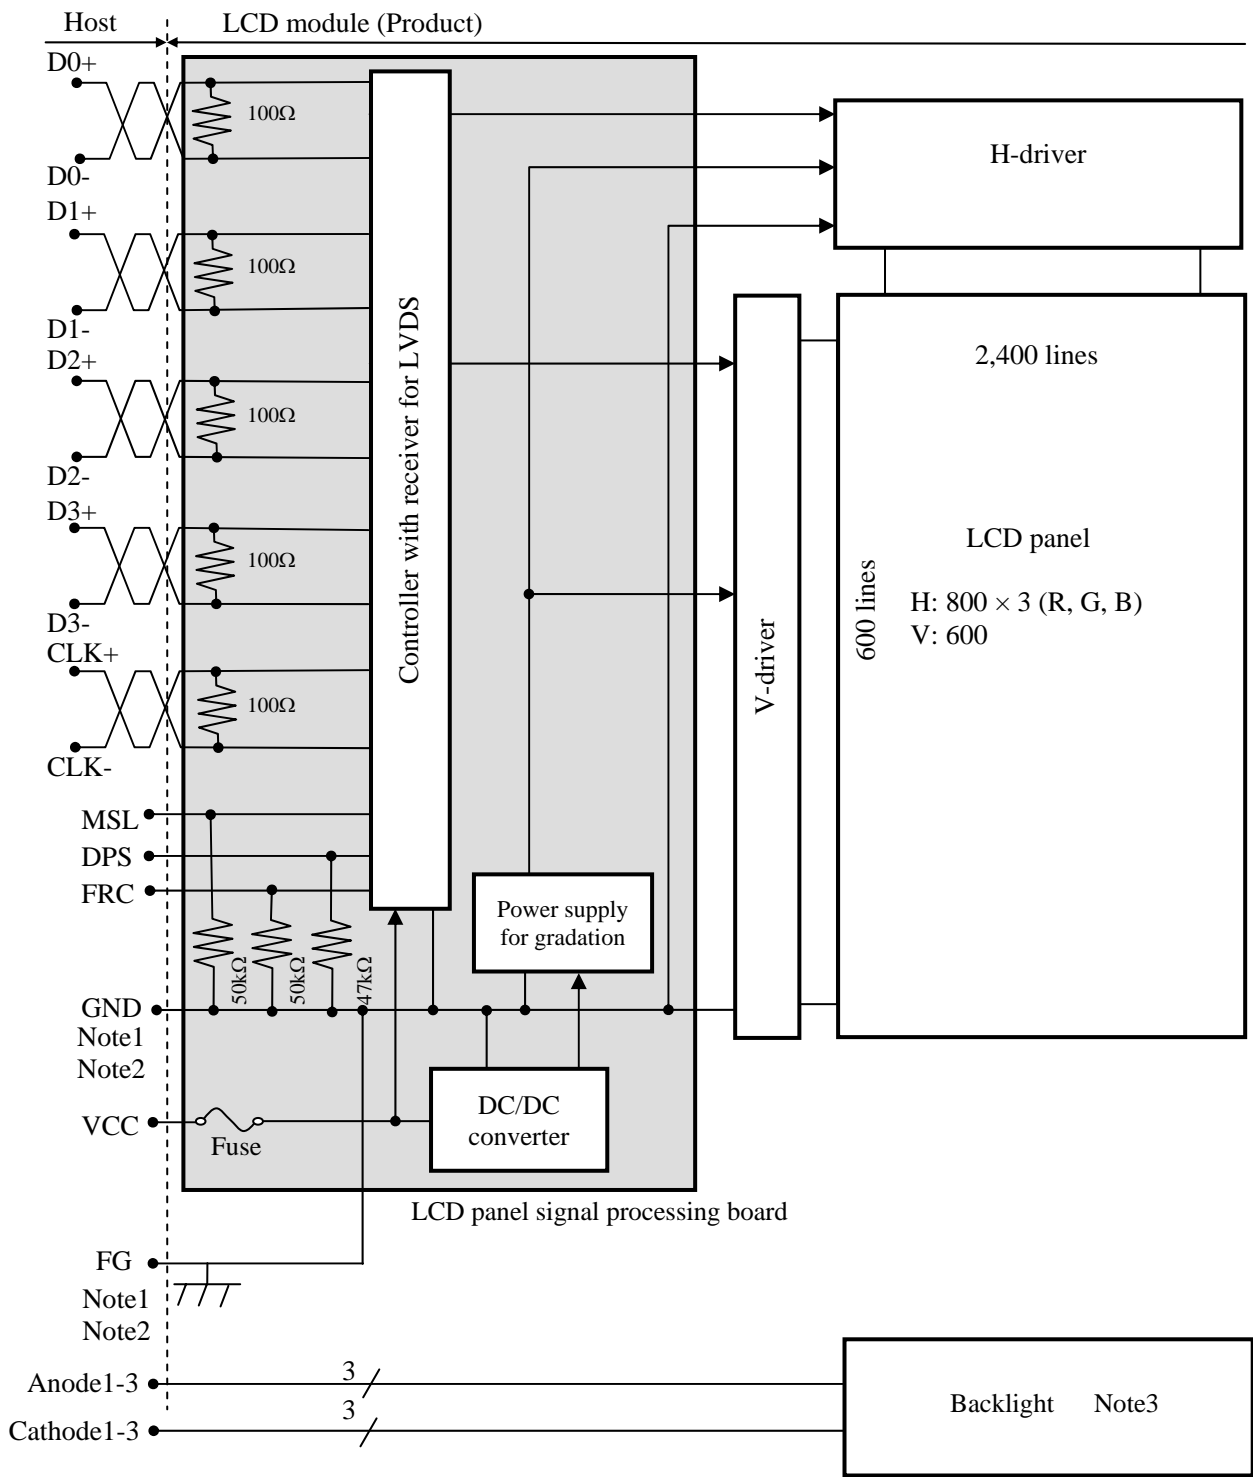 Host
LCD module (Product)
D0+
100Ω
D0-
D1+
100Ω
D1-
D2+
100Ω
D2-
D3+
100Ω
D3-
CLK+
100Ω
CLK-
MSL
DPS
FRC
50kΩ
50kΩ
47kΩ
GND
Note1
Note2
VCC
Fuse
FG
Note1
Note2
Anode1-3
3
Cathode1-3
3
Controller with receiver for LVDS
Power supply
for gradation
DC/DC
converter
LCD panel signal processing board
H-driver
V-driver
2,400 lines
600 lines
LCD panel
H: 800 × 3 (R, G, B)
V: 600
Backlight Note3